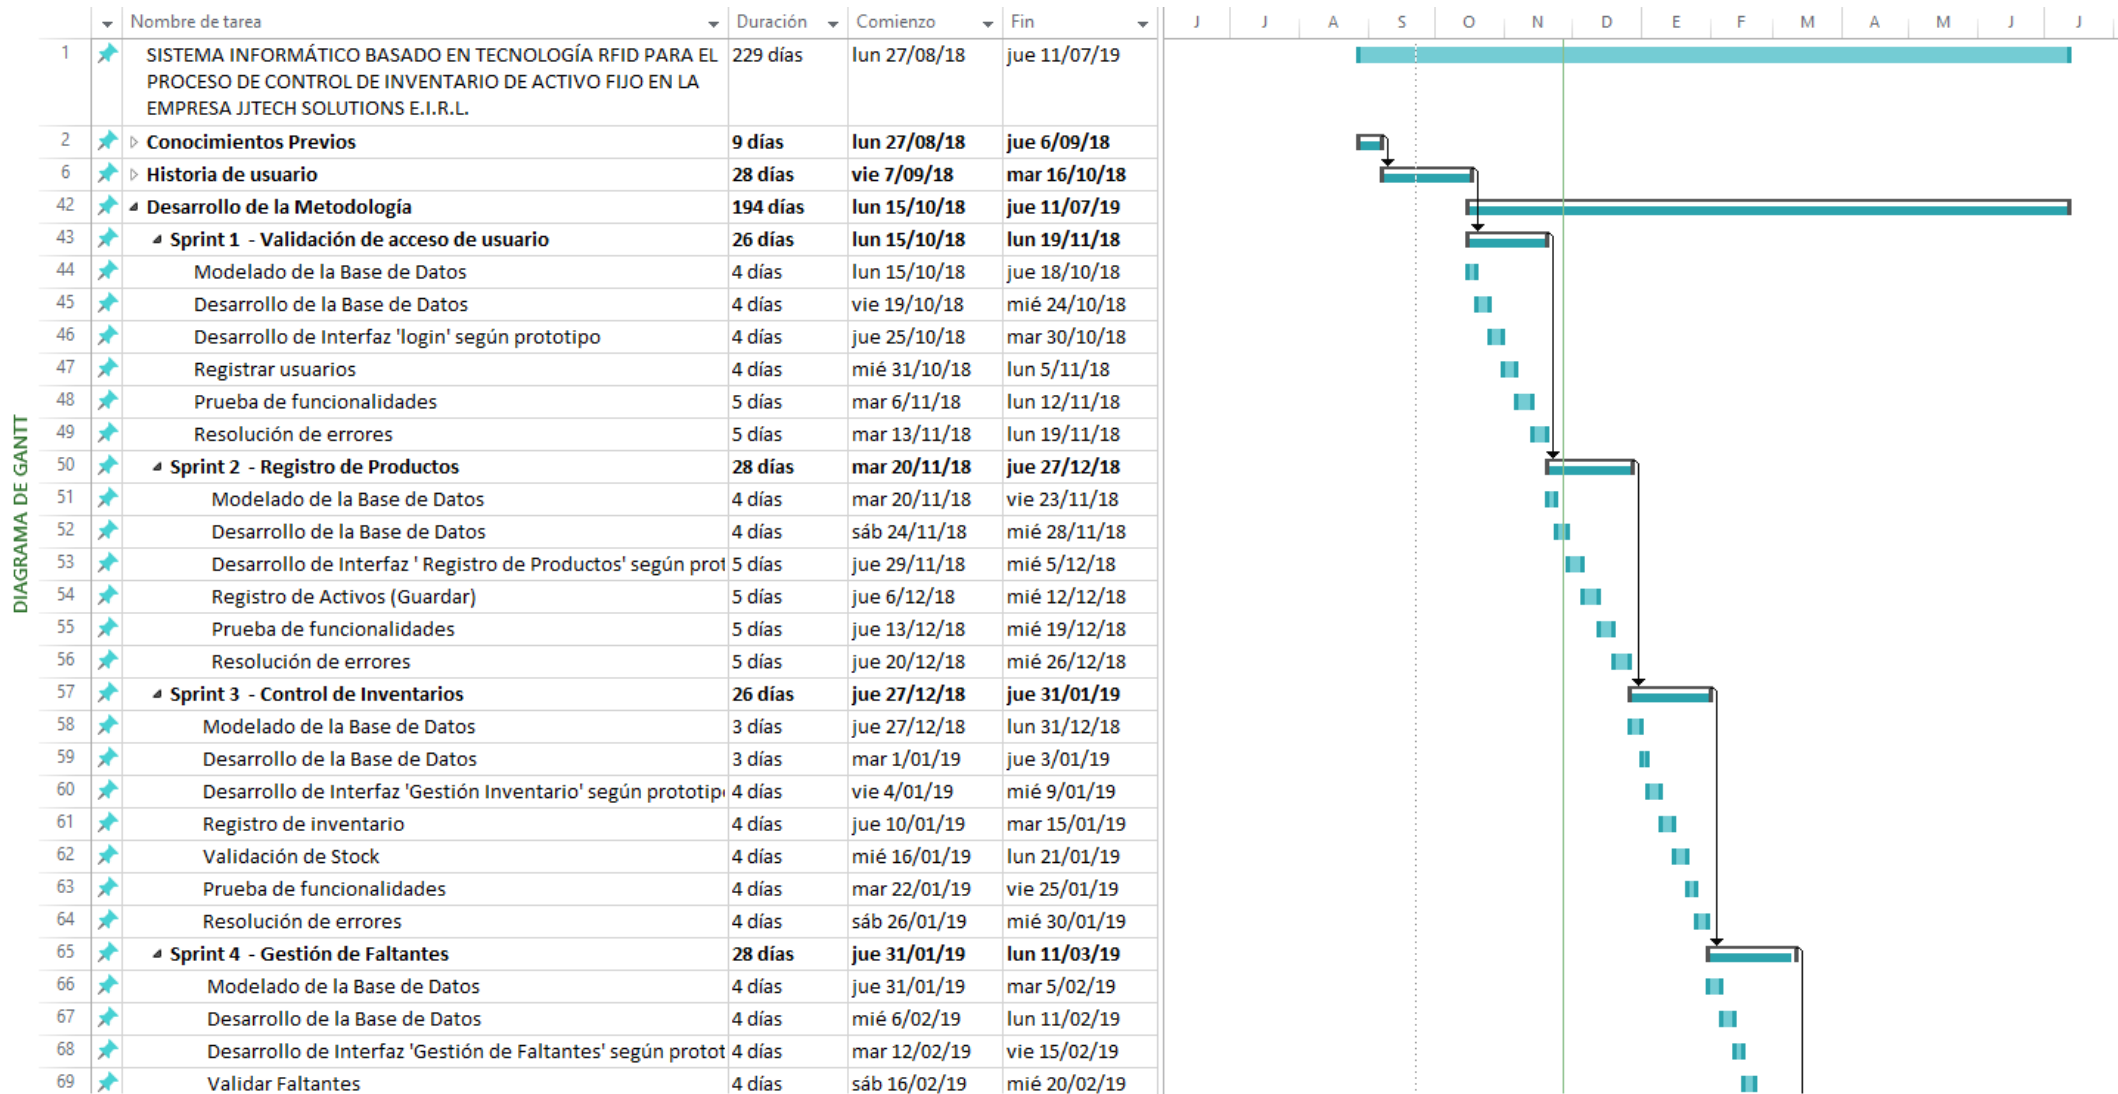 Nombre de tarea Duración Comienzo Fin J J A S O N D E F M A M J J
1 SISTEMA INFORMÁTICO BASADO EN TECNOLOGÍA RFID PARA EL 229 días lun 27/08/18 jue 11/07/19
PROCESO DE CONTROL DE INVENTARIO DE ACTIVO FIJO EN LA
EMPRESA JJTECH SOLUTIONS E.I.R.L.
2 Conocimientos Previos 9 días lun 27/08/18 jue 6/09/18
6 Historia de usuario 28 días vie 7/09/18 mar 16/10/18
42 Desarrollo de la Metodología 194 días lun 15/10/18 jue 11/07/19
43 Sprint 1 - Validación de acceso de usuario 26 días lun 15/10/18 lun 19/11/18
44 Modelado de la Base de Datos 4 días lun 15/10/18 jue 18/10/18
45 Desarrollo de la Base de Datos 4 días vie 19/10/18 mié 24/10/18
46 Desarrollo de Interfaz 'login' según prototipo 4 días jue 25/10/18 mar 30/10/18
47 Registrar usuarios 4 días mié 31/10/18 lun 5/11/18
48 Prueba de funcionalidades 5 días mar 6/11/18 lun 12/11/18
49 Resolución de errores 5 días mar 13/11/18 lun 19/11/18
50 Sprint 2 - Registro de Productos 28 días mar 20/11/18 jue 27/12/18
51 Modelado de la Base de Datos 4 días mar 20/11/18 vie 23/11/18
52 Desarrollo de la Base de Datos 4 días sáb 24/11/18 mié 28/11/18
53 Desarrollo de Interfaz ' Registro de Productos' según prot 5 días jue 29/11/18 mié 5/12/18
54 Registro de Activos (Guardar) 5 días jue 6/12/18 mié 12/12/18
55 Prueba de funcionalidades 5 días jue 13/12/18 mié 19/12/18
56 Resolución de errores 5 días jue 20/12/18 mié 26/12/18
57 Sprint 3 - Control de Inventarios 26 días jue 27/12/18 jue 31/01/19
58 Modelado de la Base de Datos 3 días jue 27/12/18 lun 31/12/18
59 Desarrollo de la Base de Datos 3 días mar 1/01/19 jue 3/01/19
60 Desarrollo de Interfaz 'Gestión Inventario' según prototip 4 días vie 4/01/19 mié 9/01/19
61 Registro de inventario 4 días jue 10/01/19 mar 15/01/19
62 Validación de Stock 4 días mié 16/01/19 lun 21/01/19
63 Prueba de funcionalidades 4 días mar 22/01/19 vie 25/01/19
64 Resolución de errores 4 días sáb 26/01/19 mié 30/01/19
65 Sprint 4 - Gestión de Faltantes 28 días jue 31/01/19 lun 11/03/19
66 Modelado de la Base de Datos 4 días jue 31/01/19 mar 5/02/19
67 Desarrollo de la Base de Datos 4 días mié 6/02/19 lun 11/02/19
68 Desarrollo de Interfaz 'Gestión de Faltantes' según protot 4 días mar 12/02/19 vie 15/02/19
69 Validar Faltantes 4 días sáb 16/02/19 mié 20/02/19
DIAGRAMA DE GANTT